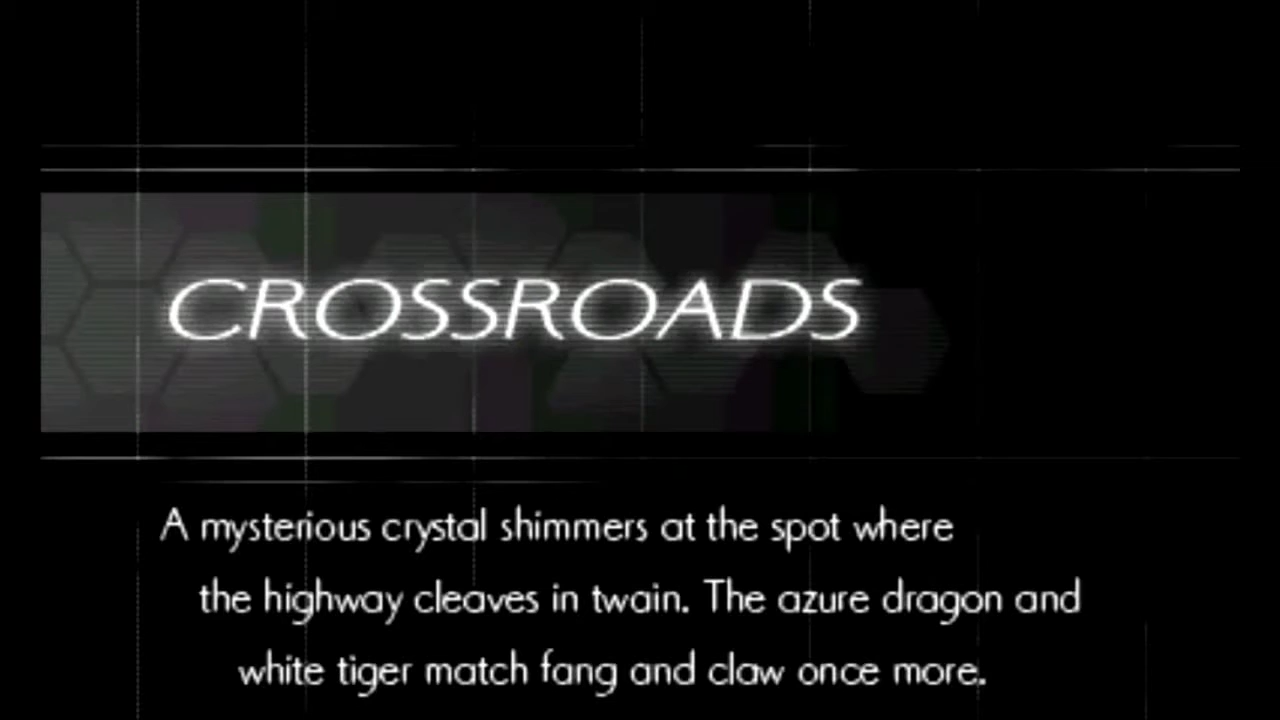 CROSSROADS
A mysterious crystal shimmers at the spot where
the highway cleaves in twain. The azure dragon and
white tiger match fang and claw once more.